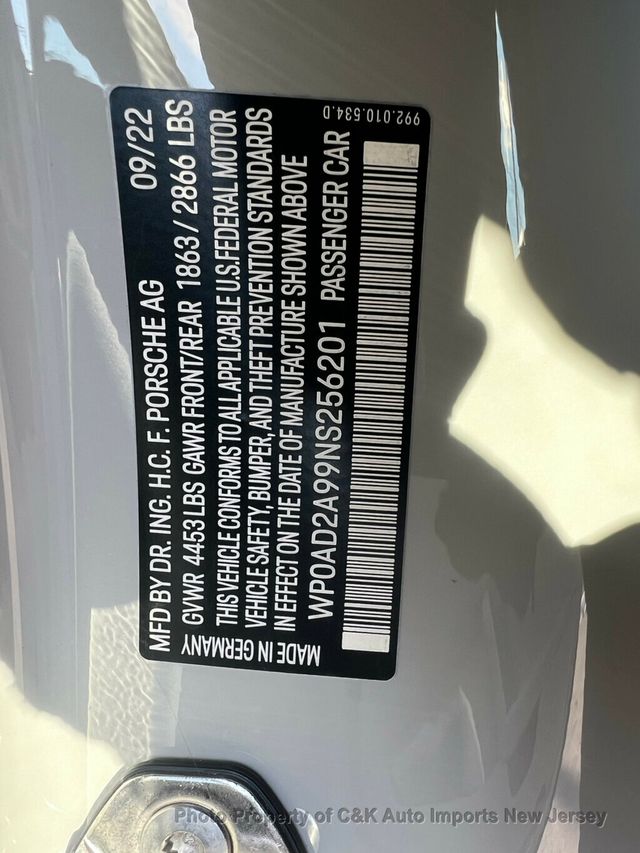 MFD BY DR. ING. H.C. F. PORSCHE AG 09/22
GVWR 4453 LBS GAWR FRONT/REAR 1863 / 2866 LBS
THIS VEHICLE CONFORMS TO ALL APPLICABLE U.S.FEDERAL MOTOR
VEHICLE SAFETY, BUMPER, AND THEFT PREVENTION STANDARDS
IN EFFECT ON THE DATE OF MANUFACTURE SHOWN ABOVE
MADE IN GERMANY WP0AD2A99NS256201 PASSENGER CAR
992.010.534.D
Photo Property of C&K Auto Imports New Jersey